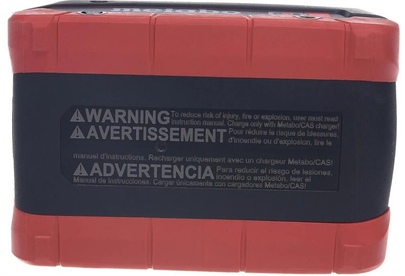 metabo
⚠WARNING To reduce risk of injury, fire or explosion, user must read
instruction manual. Charge only with Metabo/CAS charger!
⚠AVERTISSEMENT Pour réduire le risque de blessures,
d'incendie ou d'explosion, lire le
manuel d'instructions. Recharger uniquement avec un chargeur Metabo/CAS!
⚠ADVERTENCIA Para reducir el riesgo de lesiones,
incendio o explosión, leer el
Manual de instrucciones. Cargar únicamente con cargadores Metabo/CAS!